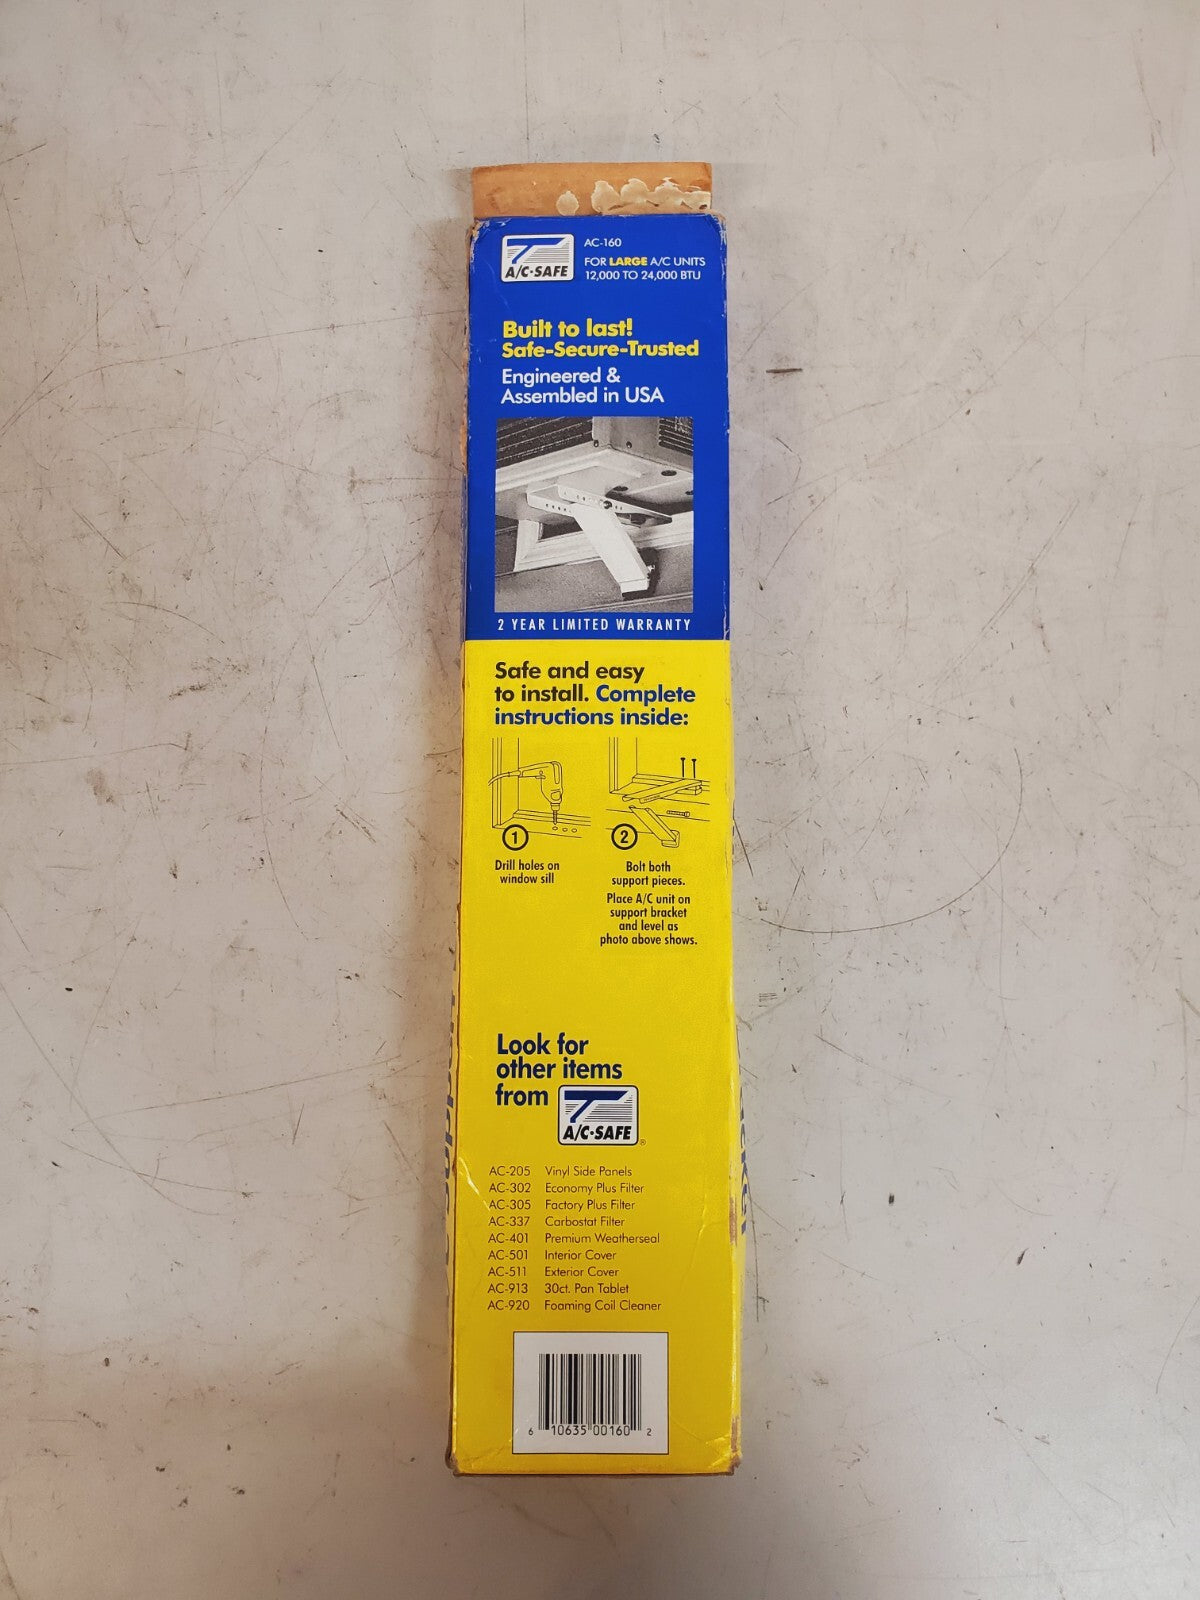 A/C·SAFE
AC-160
FOR LARGE A/C UNITS
12,000 TO 24,000 BTU
Built to last!
Safe-Secure-Trusted
Engineered &
Assembled in USA
2 YEAR LIMITED WARRANTY
Safe and easy
to install. Complete
instructions inside:
1
Drill holes on
window sill
2
Bolt both
support pieces.
Place A/C unit on
support bracket
and level as
photo above shows.
Look for
other items
from
A/C·SAFE®
AC-205 Vinyl Side Panels
AC-302 Economy Plus Filter
AC-305 Factory Plus Filter
AC-337 Carbostat Filter
AC-401 Premium Weatherseal
AC-501 Interior Cover
AC-511 Exterior Cover
AC-913 30ct. Pan Tablet
AC-920 Foaming Coil Cleaner
6 10635 00160 2